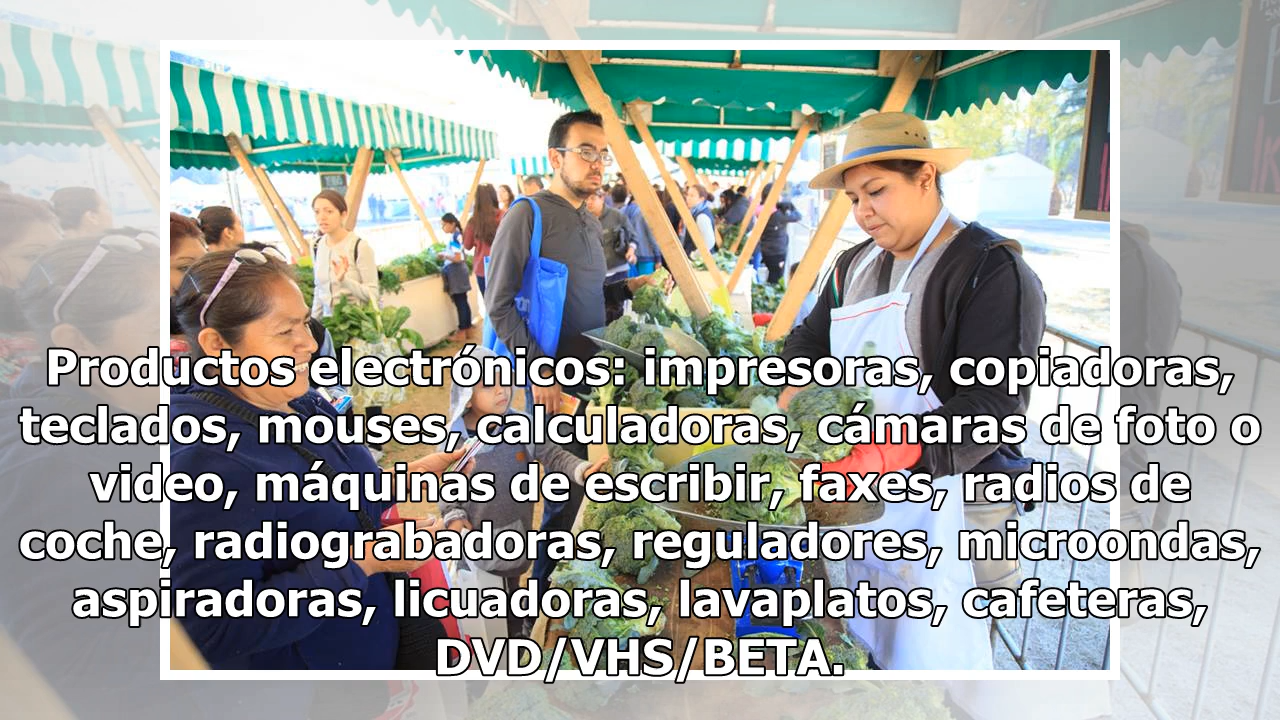 Productos electrónicos: impresoras, copiadoras,
teclados, mouses, calculadoras, cámaras de foto o
video, máquinas de escribir, faxes, radios de
coche, radiograbadoras, reguladores, microondas,
aspiradoras, licuadoras, lavaplatos, cafeteras,
DVD/VHS/BETA.